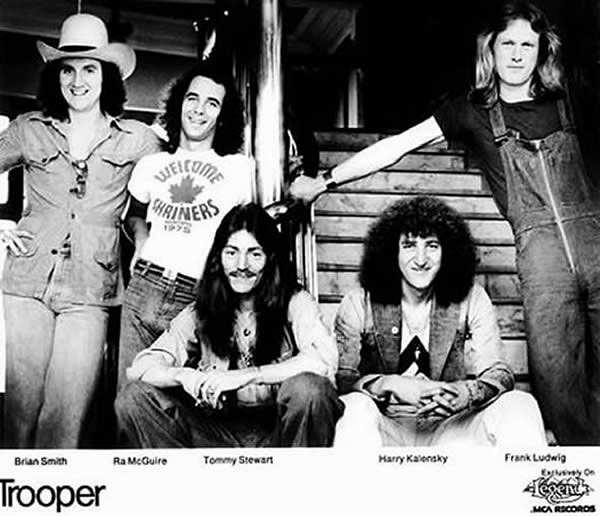 WELCOME
SHRINERS
1975
Brian Smith
Ra McGuire
Tommy Stewart
Harry Kalensky
Frank Ludwig
Trooper
Exclusively On
Legend
MCA RECORDS